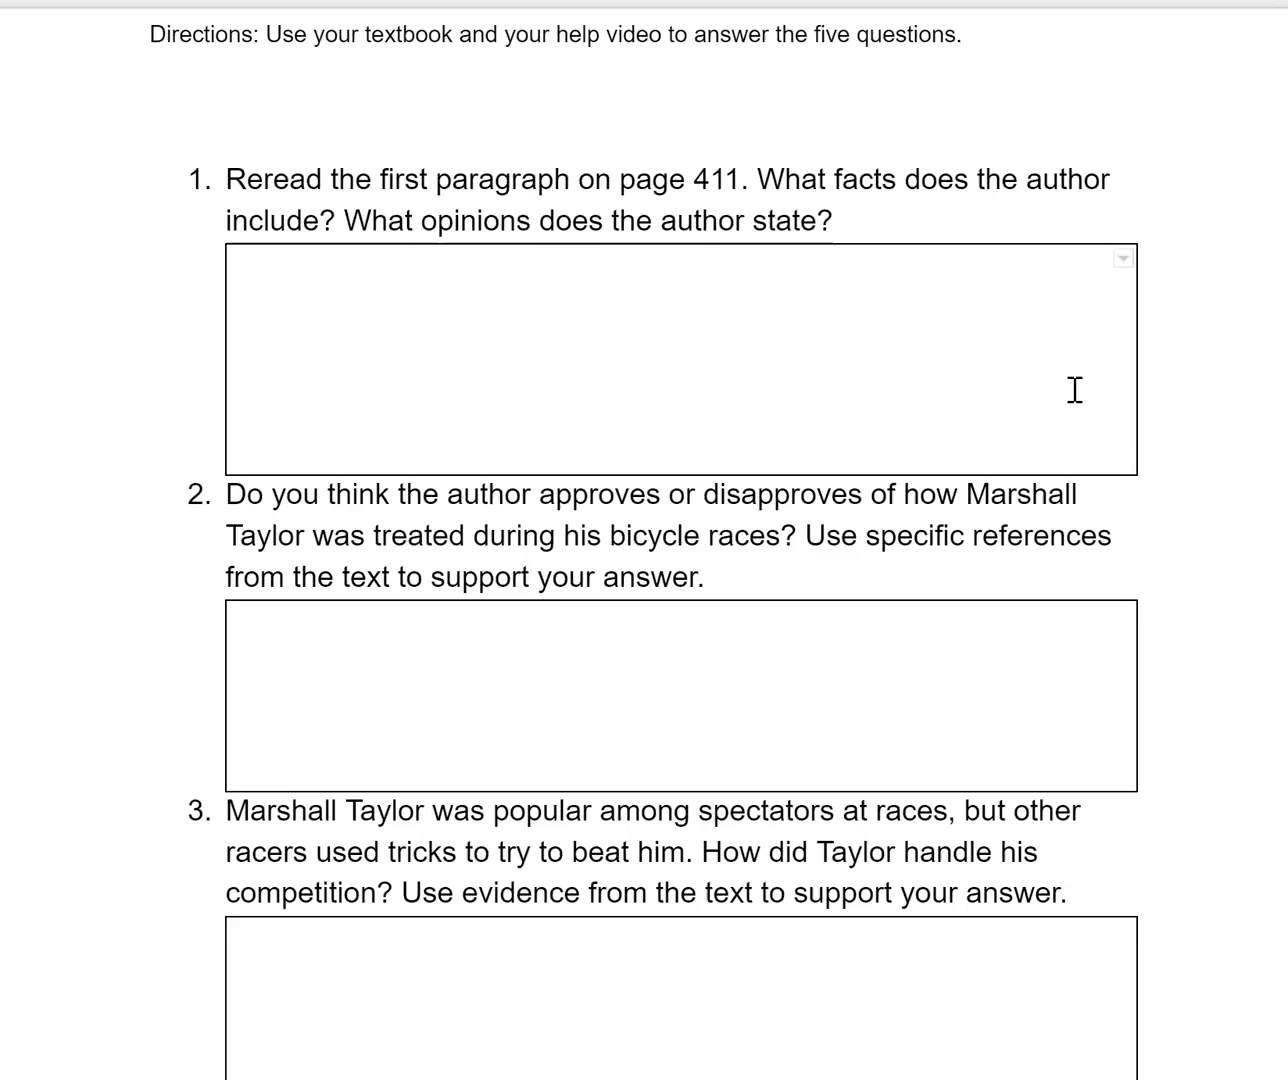 Directions: Use your textbook and your help video to answer the five questions.
1. Reread the first paragraph on page 411. What facts does the author
include? What opinions does the author state?
2. Do you think the author approves or disapproves of how Marshall
Taylor was treated during his bicycle races? Use specific references
from the text to support your answer.
3. Marshall Taylor was popular among spectators at races, but other
racers used tricks to try to beat him. How did Taylor handle his
competition? Use evidence from the text to support your answer.